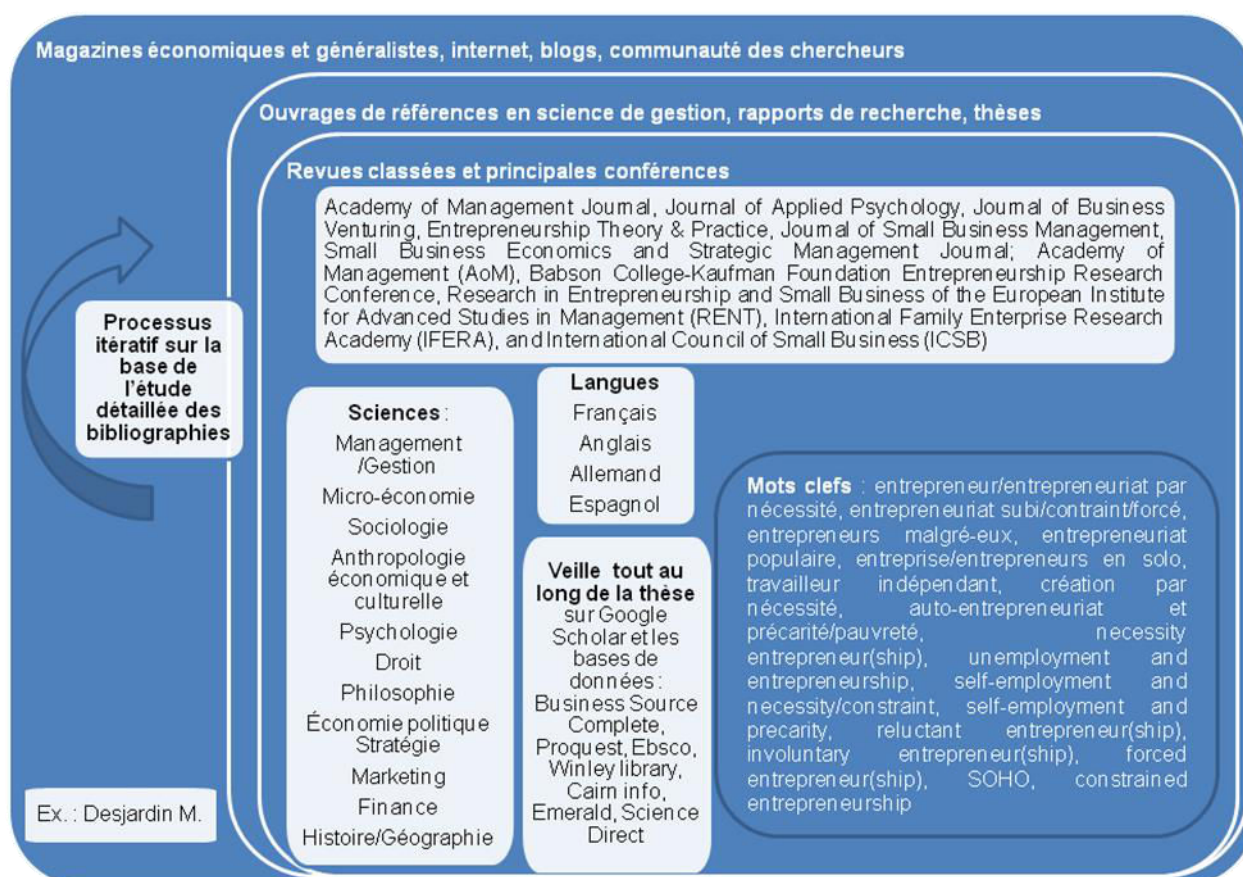 Magazines économiques et généralistes, internet, blogs, communauté des chercheurs
Ouvrages de références en science de gestion, rapports de recherche, thèses
Revues classées et principales conférences
Academy of Management Journal, Journal of Applied Psychology, Journal of Business
Venturing, Entrepreneurship Theory & Practice, Journal of Small Business Management,
Small Business Economics and Strategic Management Journal; Academy of
Management (AoM), Babson College-Kaufman Foundation Entrepreneurship Research
Conference, Research in Entrepreneurship and Small Business of the European Institute
for Advanced Studies in Management (RENT), International Family Enterprise Research
Academy (IFERA), and International Council of Small Business (ICSB)
Processus
itératif sur la
base de
l'étude
détaillée des
bibliographies
Sciences :
Management
/Gestion
Micro-économie
Sociologie
Anthropologie
économique et
culturelle
Psychologie
Droit
Philosophie
Économie politique
Stratégie
Marketing
Finance
Histoire/Géographie
Langues
Français
Anglais
Allemand
Espagnol
Veille tout au
long de la thèse
sur Google
Scholar et les
bases de
données :
Business Source
Complete,
Proquest, Ebsco,
Winley library,
Cairn info,
Emerald, Science
Direct
Mots clefs : entrepreneur/entrepreneuriat par
nécessité, entrepreneuriat subi/contraint/forcé,
entrepreneurs malgré-eux, entrepreneuriat
populaire, entreprise/entrepreneurs en solo,
travailleur indépendant, création par
nécessité, auto-entrepreneuriat et
précarité/pauvreté, necessity
entrepreneur(ship), unemployment and
entrepreneurship, self-employment and
necessity/constraint, self-employment and
precarity, reluctant entrepreneur(ship),
involuntary entrepreneur(ship), forced
entrepreneur(ship), SOHO, constrained
entrepreneurship
Ex. : Desjardin M.